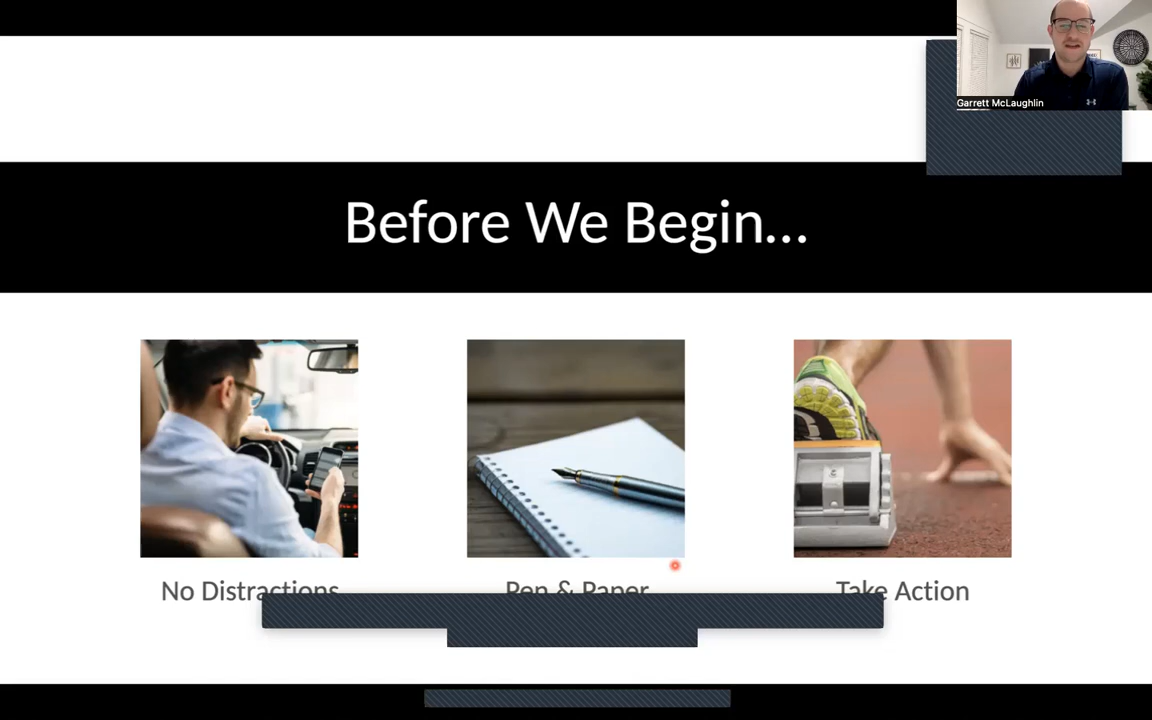 Garrett McLaughlin
Before We Begin...
No Distractions
Pen & Paper
Take Action